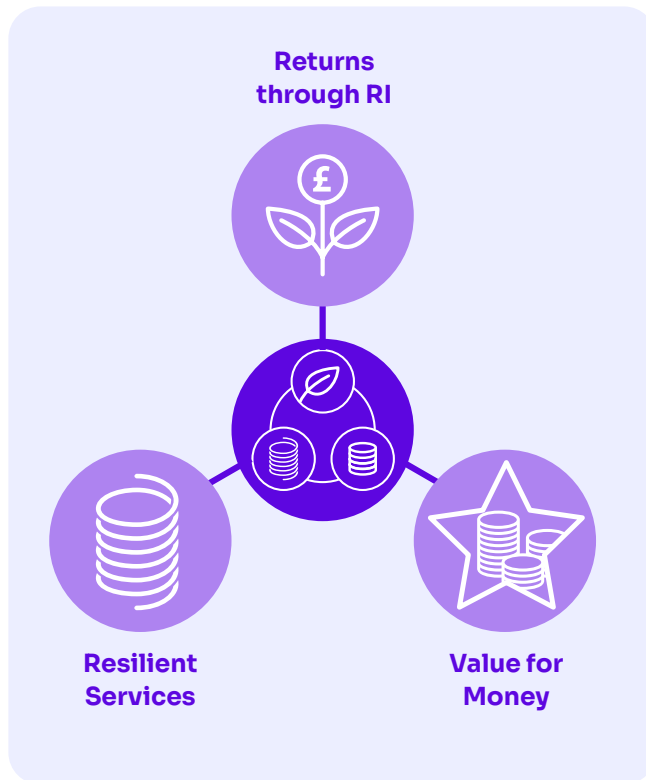 Returns
through RI
£
Resilient
Services
Value for
Money